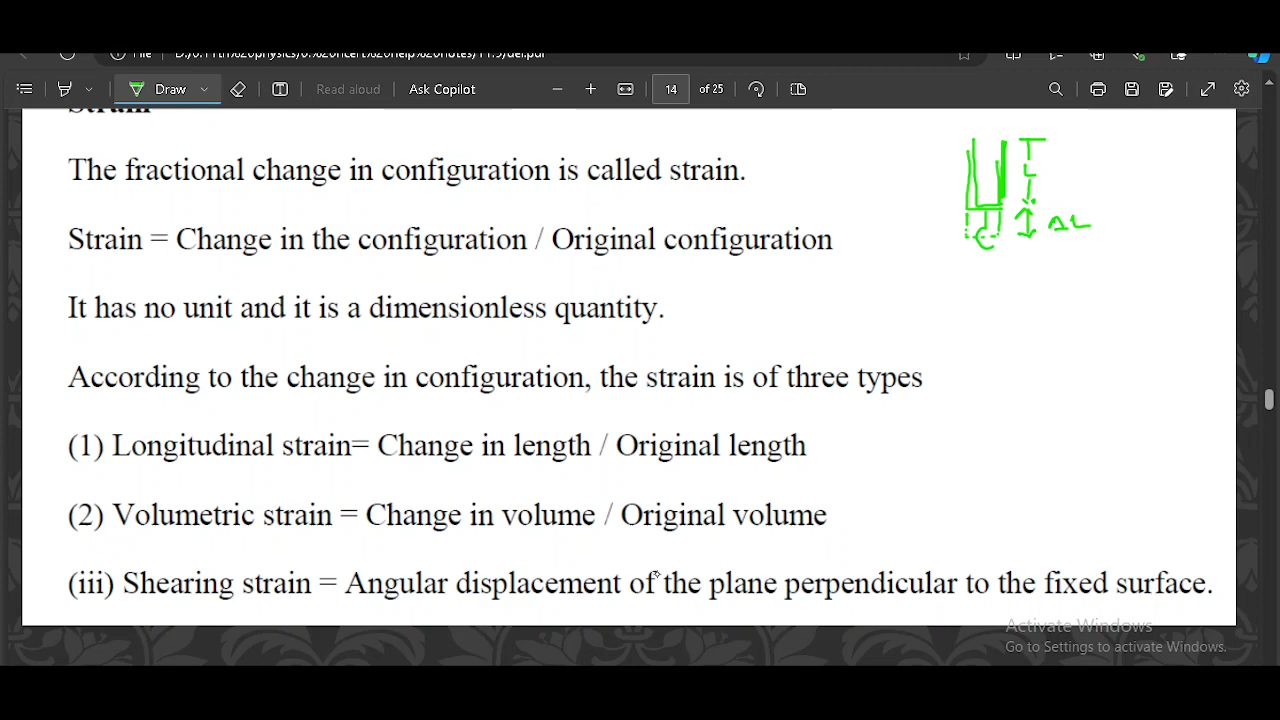 Draw
Read aloud
Ask Copilot
14 of 25
Strain
The fractional change in configuration is called strain.
Strain = Change in the configuration / Original configuration
It has no unit and it is a dimensionless quantity.
According to the change in configuration, the strain is of three types
(1) Longitudinal strain= Change in length / Original length
(2) Volumetric strain = Change in volume / Original volume
(iii) Shearing strain = Angular displacement of the plane perpendicular to the fixed surface.
L
ΔL
Activate Windows
Go to Settings to activate Windows.